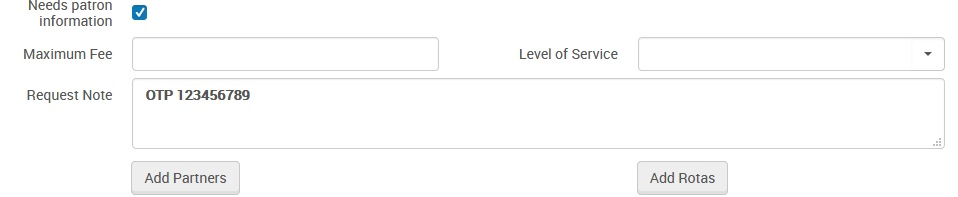 Needs patron
information
Maximum Fee
Level of Service
Request Note
OTP 123456789
Add Partners
Add Rotas